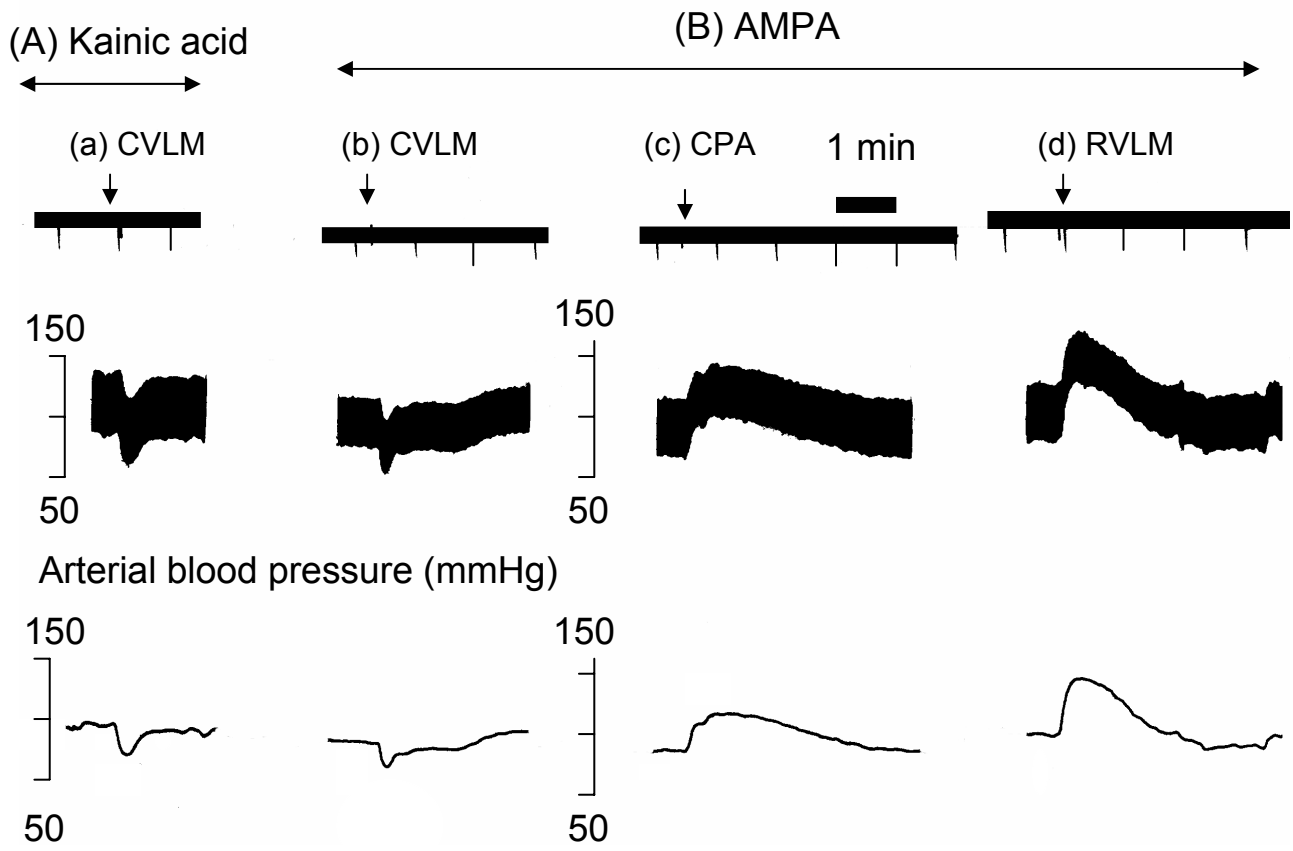 (A) Kainic acid
(B) AMPA
(a) CVLM
(b) CVLM
(c) CPA
1 min
(d) RVLM
150
50
150
50
Arterial blood pressure (mmHg)
150
50
150
50